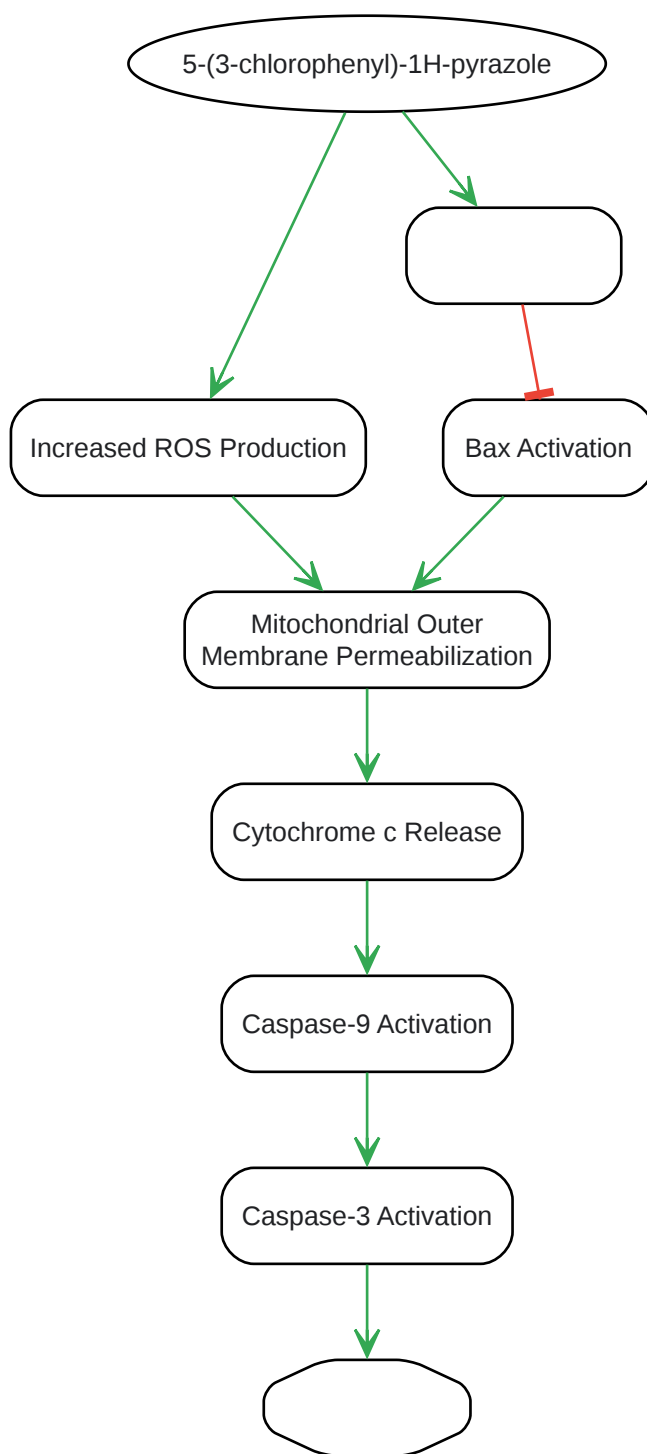 5-(3-chlorophenyl)-1H-pyrazole
Increased ROS Production
Bax Activation
Mitochondrial Outer
Membrane Permeabilization
Cytochrome c Release
Caspase-9 Activation
Caspase-3 Activation